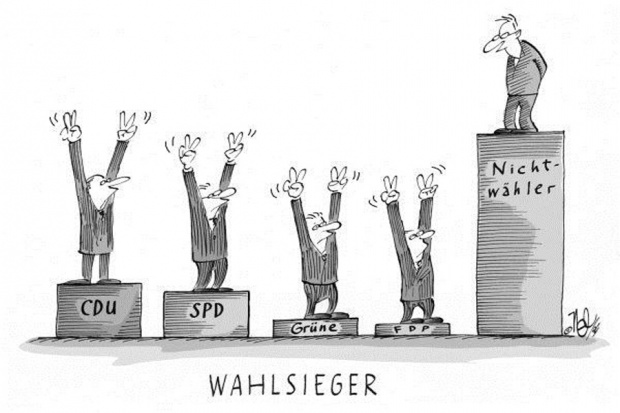 CDU
SPD
Grüne
FDP
Nicht-
wähler
WAHLSIEGER